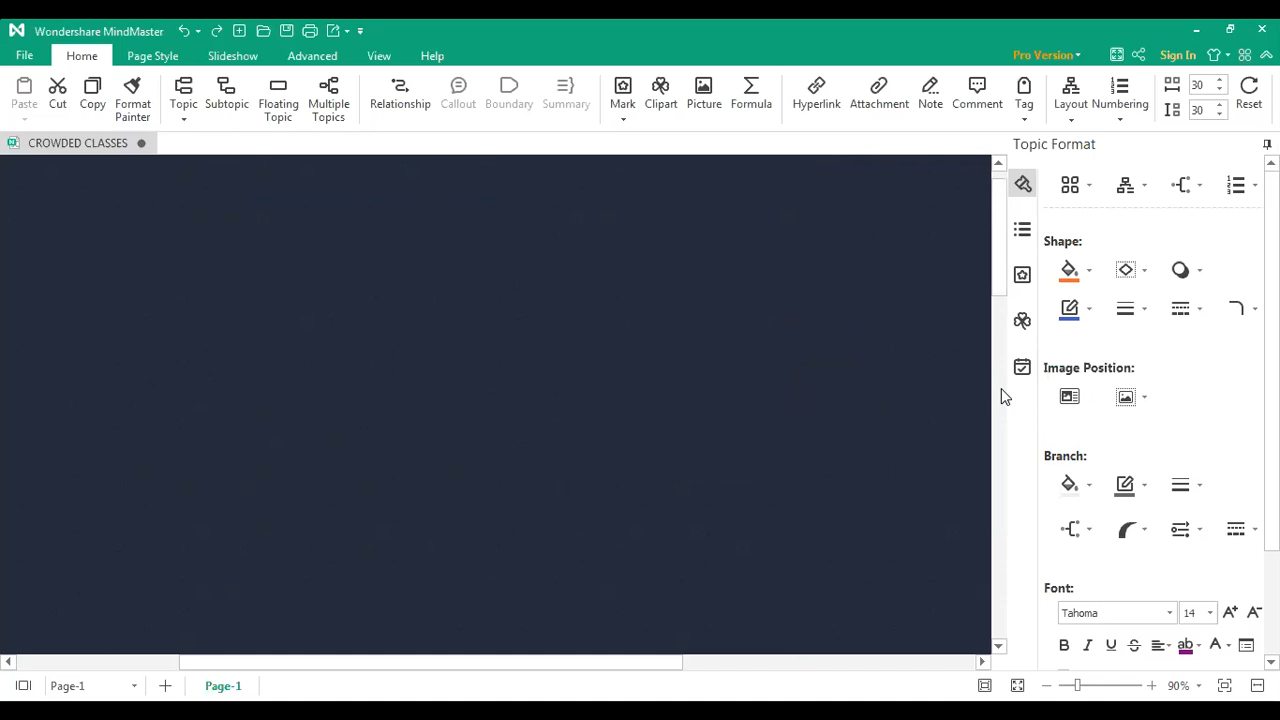 Wondershare MindMaster
File Home Page Style Slideshow Advanced View Help Pro Version Sign In
Paste Cut Copy Format Painter Topic Subtopic Floating Topic Multiple Topics Relationship Callout Boundary Summary Mark Clipart Picture Formula Hyperlink Attachment Note Comment Tag Layout Numbering 30 30 Reset
CROWDED CLASSES
Topic Format
Shape:
Image Position:
Branch:
Font:
Tahoma 14
B I U S ab A
Page-1 Page-1 90%